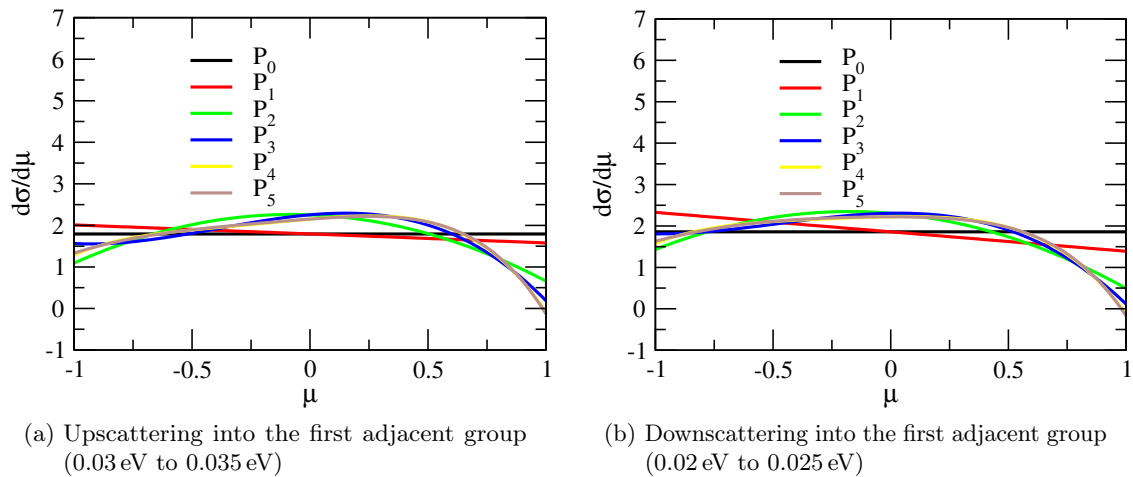 7
6
5
4
3
2
1
0
-1
dσ/dμ
P0
P1
P2
P3
P4
P5
-1
-0.5
0
0.5
1
μ
(a) Upscattering into the first adjacent group
(0.03 eV to 0.035 eV)
7
6
5
4
3
2
1
0
-1
dσ/dμ
P0
P1
P2
P3
P4
P5
-1
-0.5
0
0.5
1
μ
(b) Downscattering into the first adjacent group
(0.02 eV to 0.025 eV)